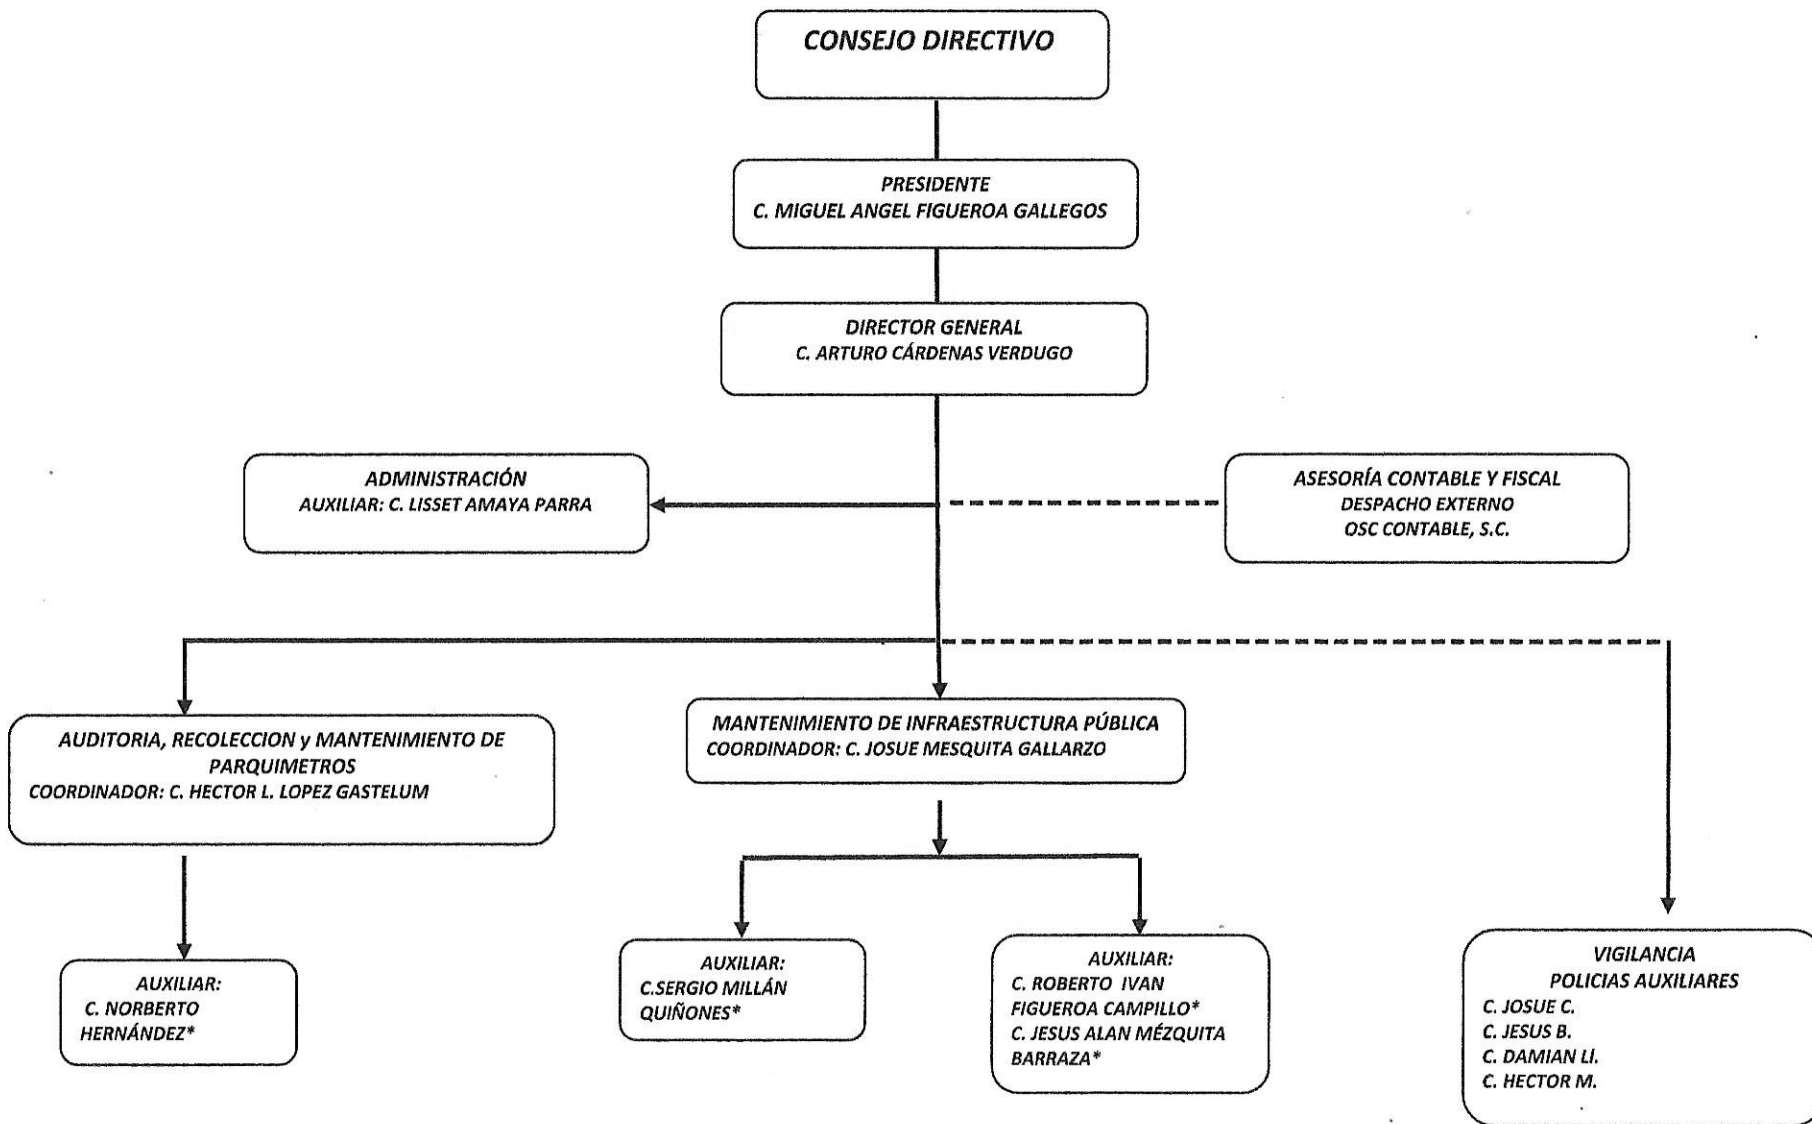 CONSEJO DIRECTIVO
PRESIDENTE
C. MIGUEL ANGEL FIGUEROA GALLEGOS
DIRECTOR GENERAL
C. ARTURO CÁRDENAS VERDUGO
ADMINISTRACIÓN
AUXILIAR: C. LISSET AMAYA PARRA
ASESORÍA CONTABLE Y FISCAL
DESPACHO EXTERNO
OSC CONTABLE, S.C.
AUDITORIA, RECOLECCION y MANTENIMIENTO DE
PARQUIMETROS
COORDINADOR: C. HECTOR L. LOPEZ GASTELUM
MANTENIMIENTO DE INFRAESTRUCTURA PÚBLICA
COORDINADOR: C. JOSUE MESQUITA GALLARZO
AUXILIAR:
C. NORBERTO
HERNÁNDEZ*
AUXILIAR:
C.SERGIO MILLÁN
QUIÑONES*
AUXILIAR:
C. ROBERTO IVAN
FIGUEROA CAMPILLO*
C. JESUS ALAN MÉZQUITA
BARRAZA*
VIGILANCIA
POLICIAS AUXILIARES
C. JOSUE C.
C. JESUS B.
C. DAMIAN LI.
C. HECTOR M.